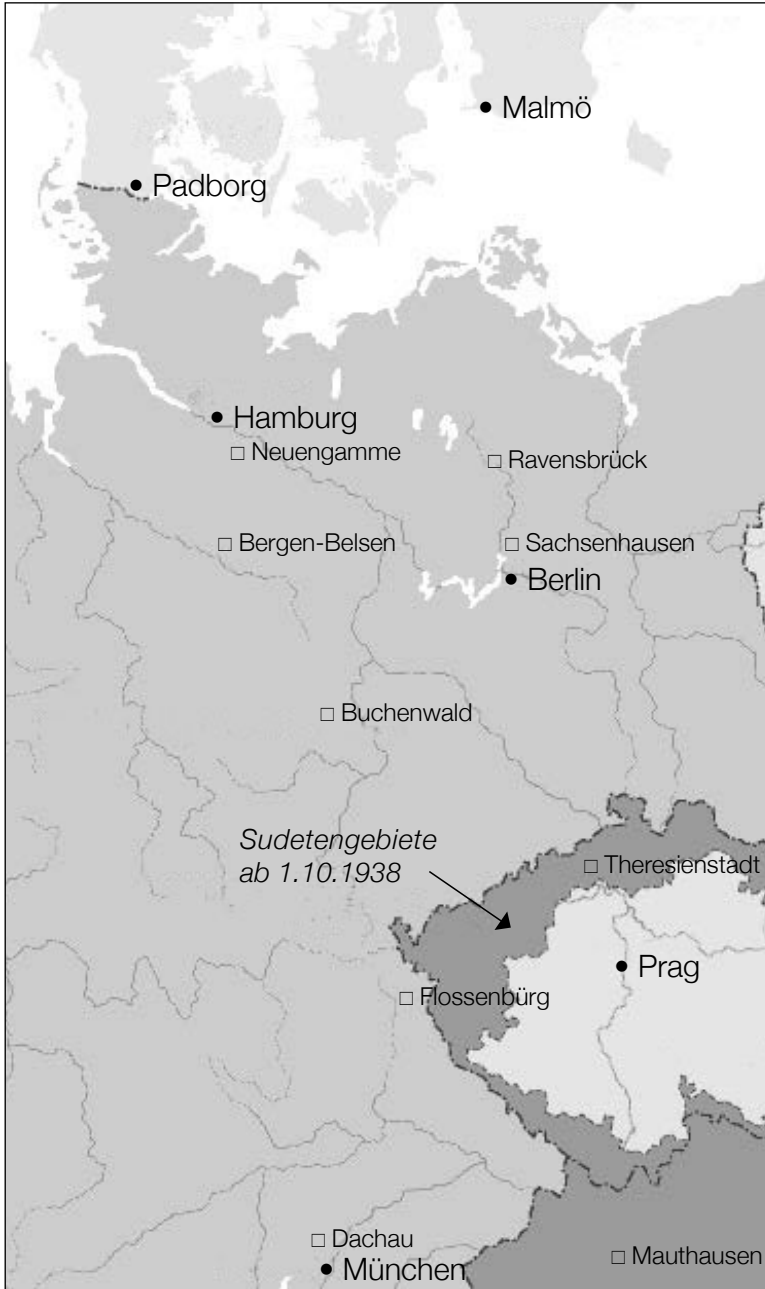 Malmö
Padborg
Hamburg
Neuengamme
Ravensbrück
Bergen-Belsen
Sachsenhausen
Berlin
Buchenwald
Sudetengebiete
ab 1.10.1938
Theresienstadt
Prag
Flossenbürg
Dachau
Mauthausen
München